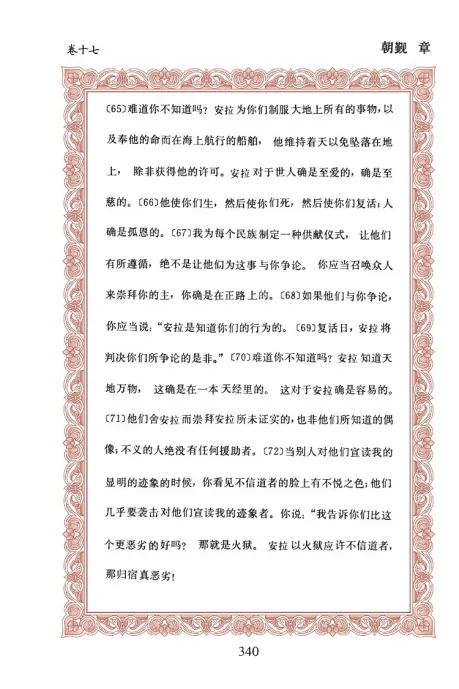 卷十七
朝觐 章
〔65〕难道你不知道吗？安拉为你们制服大地上所有的事物，以
及奉他的命而在海上航行的船舶， 他维持着天以免坠落在地
上， 除非获得他的许可。安拉对于世人确是至爱的，确是至
慈的。〔66〕他使你们生，然后使你们死，然后使你们复活；人
确是孤恩的。〔67〕我为每个民族制定一种供献仪式， 让他们
有所遵循，绝不是让他们为这事与你争论。 你应当召唤众人
来崇拜你的主，你确是在正路上的。〔68〕如果他们与你争论，
你应当说：“安拉是知道你们的行为的。〔69〕复活日，安拉将
判决你们所争论的是非。”〔70〕难道你不知道吗？安拉知道天
地万物， 这确是在一本天经里的。 这对于安拉确是容易的。
〔71〕他们舍安拉而崇拜安拉所未证实的，也非他们所知道的偶
像；不义的人绝没有任何援助者。〔72〕当别人对他们宣读我的
显明的迹象的时候，你看见不信道者的脸上有不悦之色；他们
几乎要袭击对他们宣读我的迹象者。你说：“我告诉你们比这
个更恶劣的好吗？ 那就是火狱。 安拉以火狱应许不信道者，
那归宿真恶劣！
340